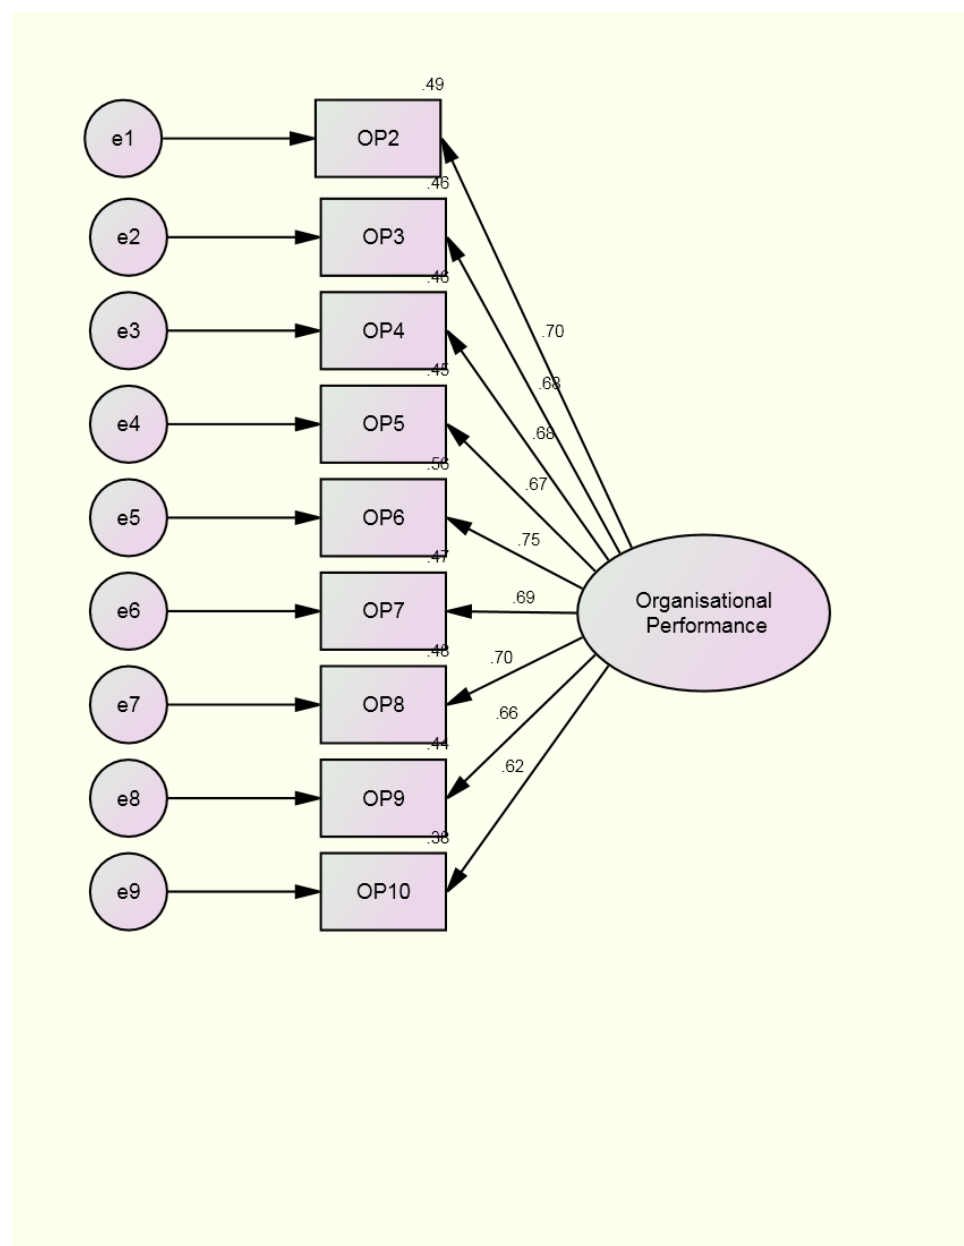 .49
e1
OP2
.46
e2
OP3
.46
e3
OP4
.70
.45
.68
e4
OP5
.68
.56
.67
e5
OP6
.75
.47
e6
OP7
.69
Organisational
Performance
.48
.70
e7
OP8
.66
.44
.62
e8
OP9
.38
e9
OP10